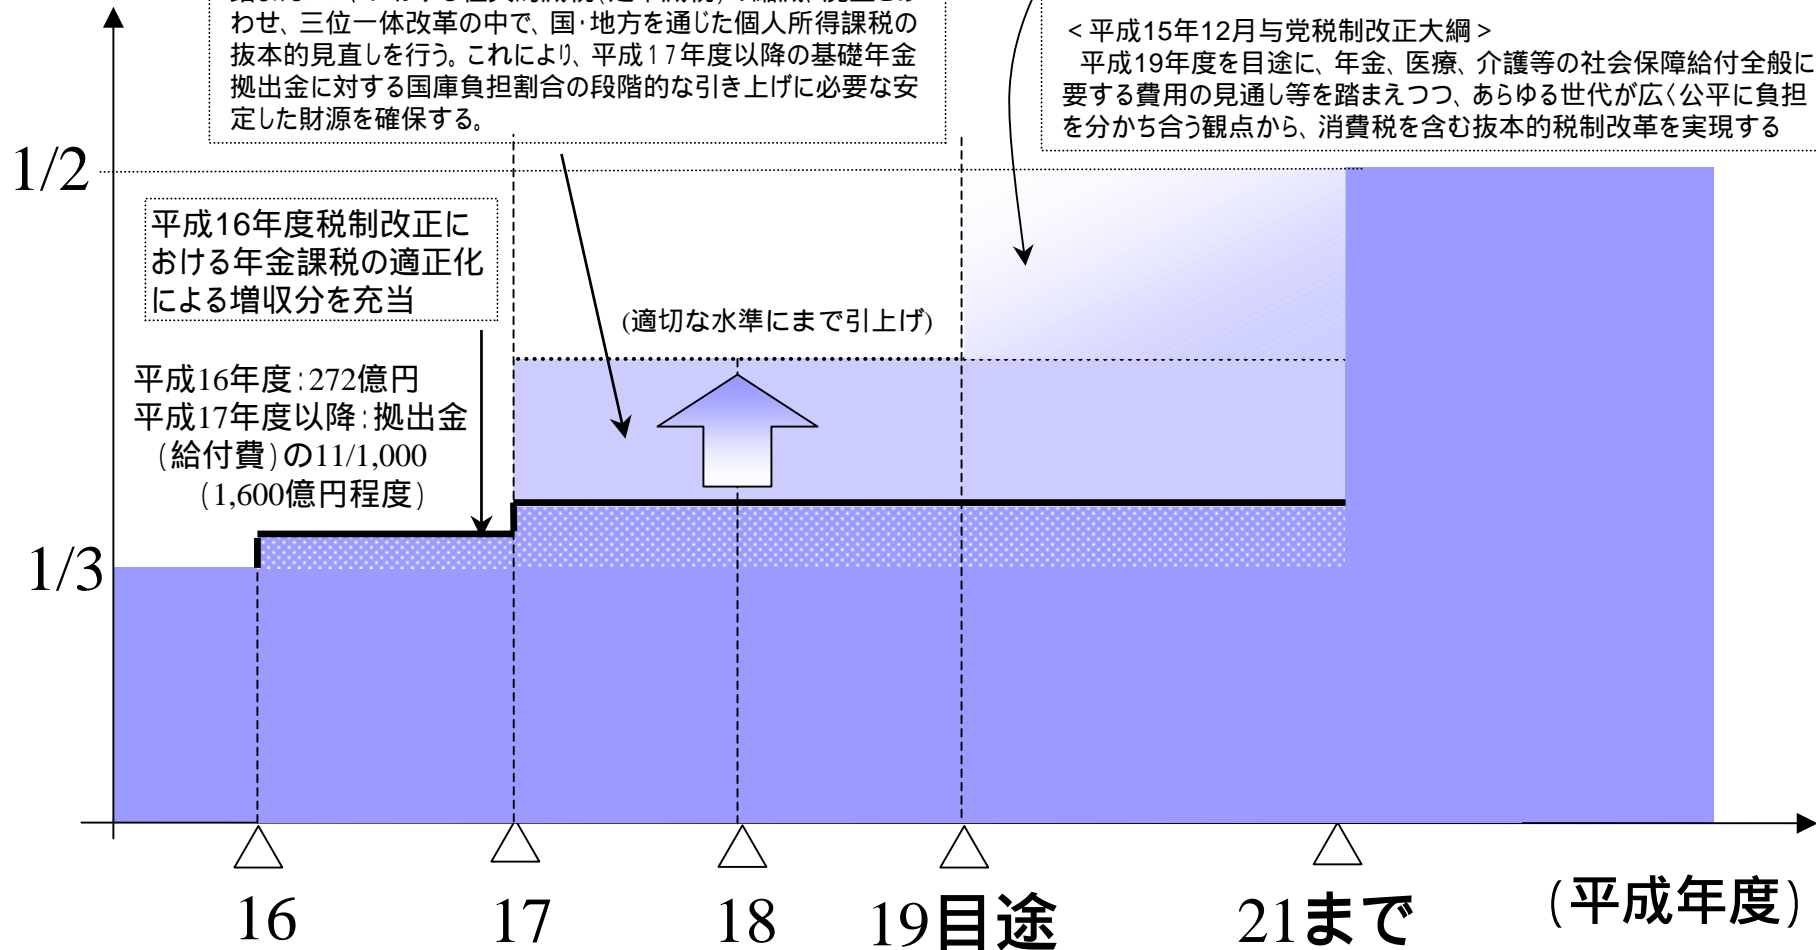 わせ、三位一体改革の中で、国・地方を通じた個人所得課税の
抜本的見直しを行う。これにより、平成17年度以降の基礎年金
拠出金に対する国庫負担割合の段階的な引き上げに必要な安
定した財源を確保する。
<平成15年12月与党税制改正大綱>
平成19年度を目途に、年金、医療、介護等の社会保障給付全般に
要する費用の見通し等を踏まえつつ、あらゆる世代が広く公平に負担
を分かち合う観点から、消費税を含む抜本的税制改革を実現する
1/2
平成16年度税制改正に
おける年金課税の適正化
による増収分を充当
(適切な水準にまで引上げ)
平成16年度:272億円
平成17年度以降:拠出金
(給付費)の11/1,000
(1,600億円程度)
1/3
16
17
18
19目途
21まで
(平成年度)